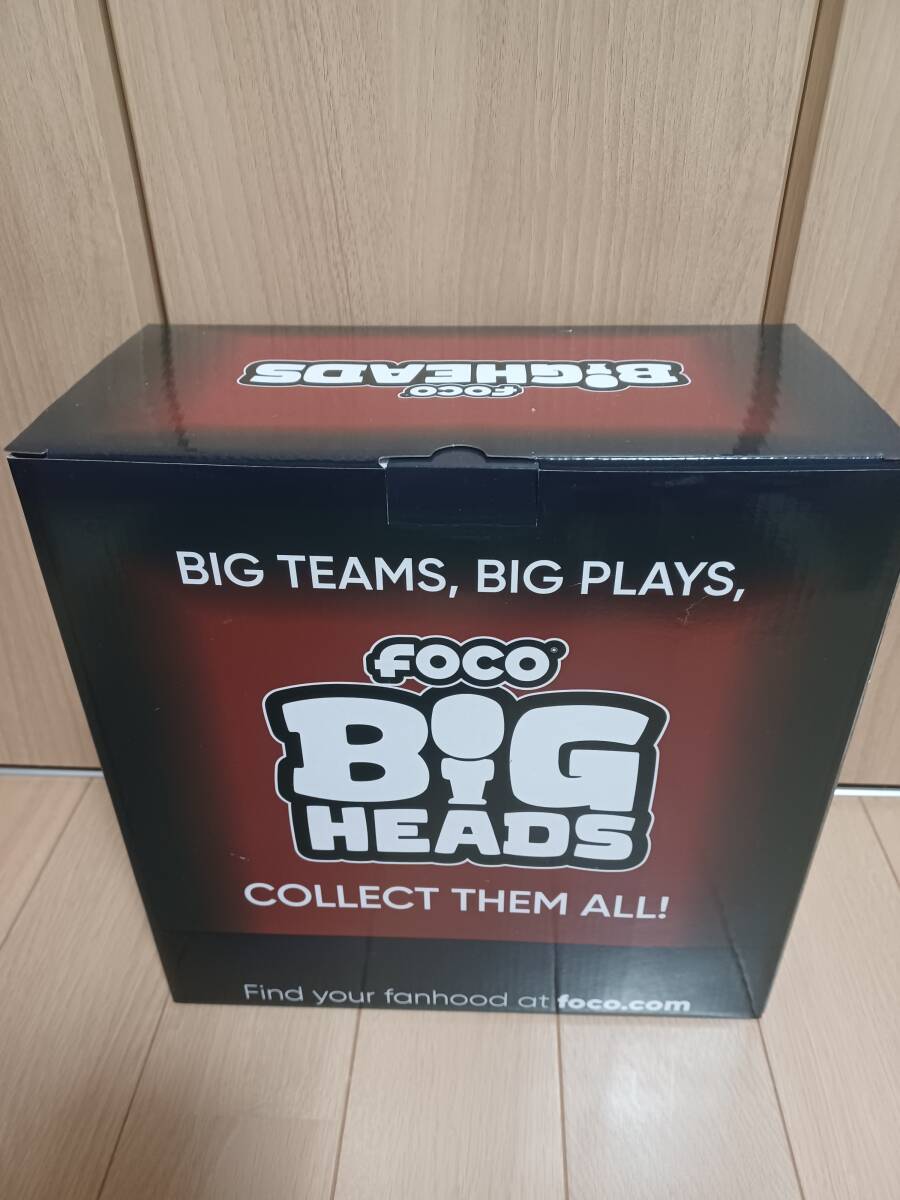 BIGHEADS
FOCO
BIG TEAMS, BIG PLAYS,
FOCO®
BIG
HEADS
COLLECT THEM ALL!
Find your fanhood at foco.com